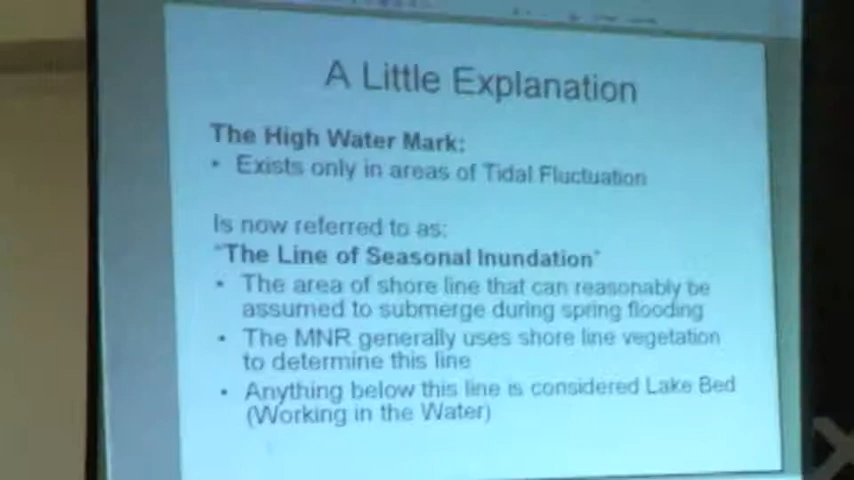 A Little Explanation
The High Water Mark:
• Exists only in areas of Tidal Fluctuation
Is now referred to as:
"The Line of Seasonal Inundation"
• The area of shore line that can reasonably be
assumed to submerge during spring flooding
• The MNR generally uses shore line vegetation
to determine this line
• Anything below this line is considered Lake Bed
(Working in the Water)